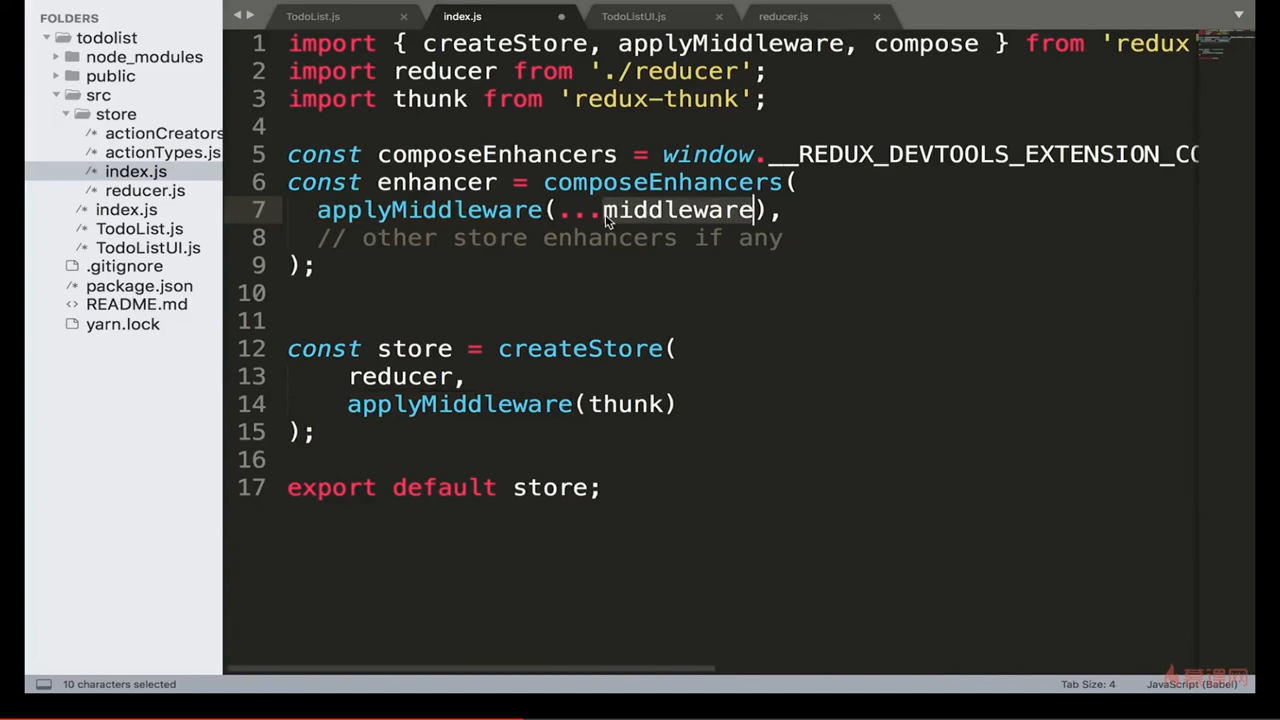 FOLDERS
todolist
node_modules
public
src
store
actionCreators
actionTypes.js
index.js
reducer.js
index.js
TodoList.js
TodoListUI.js
.gitignore
package.json
README.md
yarn.lock
TodoList.js
index.js
TodoListUI.js
reducer.js
1 import { createStore, applyMiddleware, compose } from 'redux'
2 import reducer from './reducer';
3 import thunk from 'redux-thunk';
4
5 const composeEnhancers = window.__REDUX_DEVTOOLS_EXTENSION_CO
6 const enhancer = composeEnhancers(
7 applyMiddleware(...middleware),
8 // other store enhancers if any
9 );
10
11
12 const store = createStore(
13 reducer,
14 applyMiddleware(thunk)
15 );
16
17 export default store;
10 characters selected
Tab Size: 4
JavaScript (Babel)
慕课网